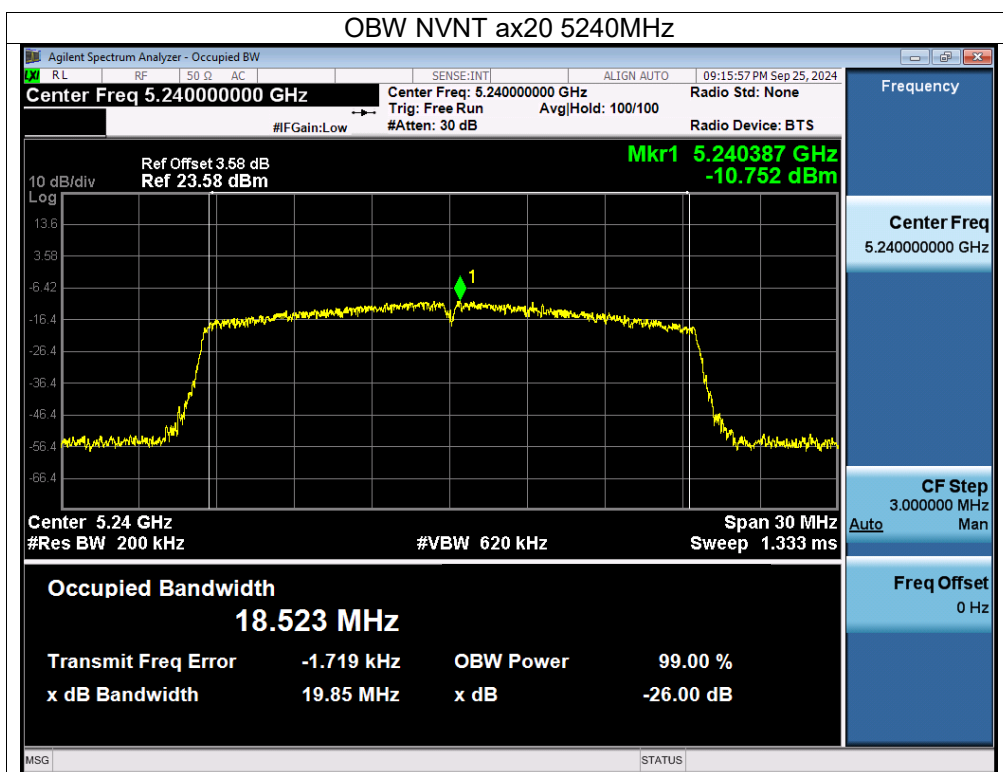 OBW NVNT ax20 5240MHz
Agilent Spectrum Analyzer - Occupied BW
LXI RL RF 50 Ω AC SENSE:INT ALIGN AUTO 09:15:57 PM Sep 25, 2024
Center Freq 5.240000000 GHz
Center Freq: 5.240000000 GHz Radio Std: None
Trig: Free Run Avg|Hold: 100/100
#IFGain:Low #Atten: 30 dB Radio Device: BTS
Frequency
Mkr1 5.240387 GHz
-10.752 dBm
Ref Offset 3.58 dB
10 dB/div Ref 23.58 dBm
Log
13.6
3.58
-6.42
-16.4
-26.4
-36.4
-46.4
-56.4
-66.4
1
Center Freq
5.240000000 GHz
Center 5.24 GHz Span 30 MHz
#Res BW 200 kHz #VBW 620 kHz Sweep 1.333 ms
CF Step
3.000000 MHz
Auto Man
Freq Offset
0 Hz
Occupied Bandwidth
18.523 MHz
Transmit Freq Error -1.719 kHz OBW Power 99.00 %
x dB Bandwidth 19.85 MHz x dB -26.00 dB
MSG STATUS